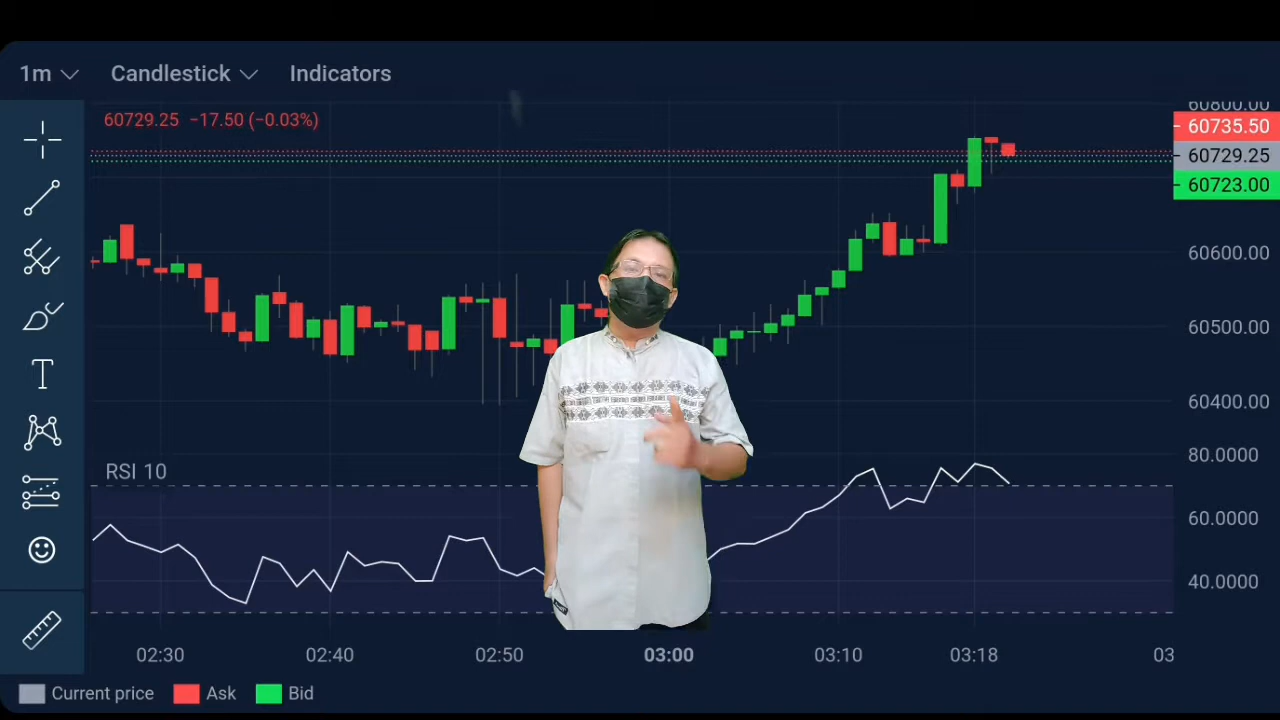 1m Candlestick Indicators
60729.25 −17.50 (−0.03%)
60800.00
60735.50
60729.25
60723.00
60600.00
60500.00
60400.00
RSI 10
80.0000
60.0000
40.0000
02:30 02:40 02:50 03:00 03:10 03:18 03
Current price Ask Bid